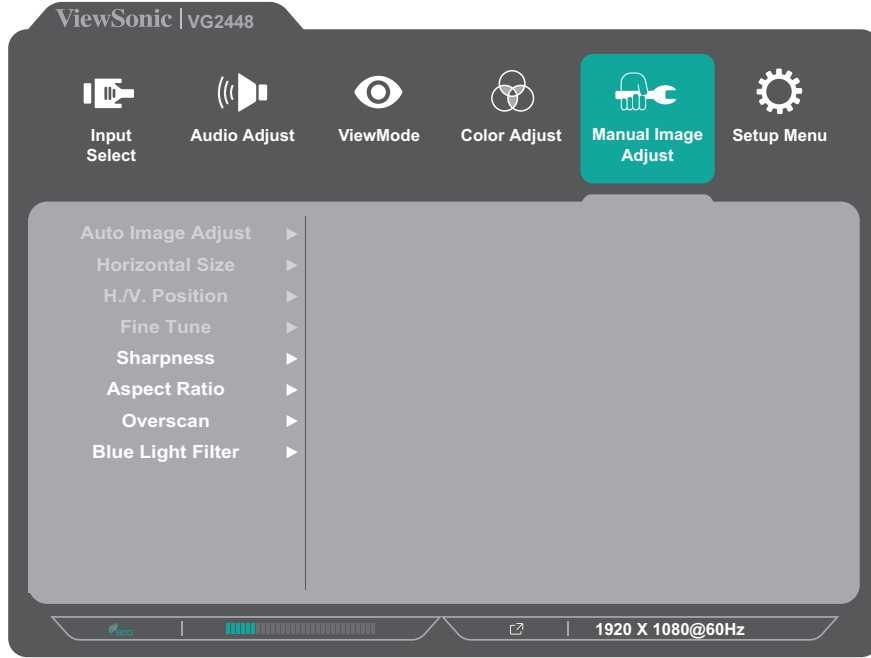 ViewSonic | VG2448
Input Select
Audio Adjust
ViewMode
Color Adjust
Manual Image Adjust
Setup Menu
Auto Image Adjust
Horizontal Size
H./V. Position
Fine Tune
Sharpness
Aspect Ratio
Overscan
Blue Light Filter
eco
1920 X 1080@60Hz